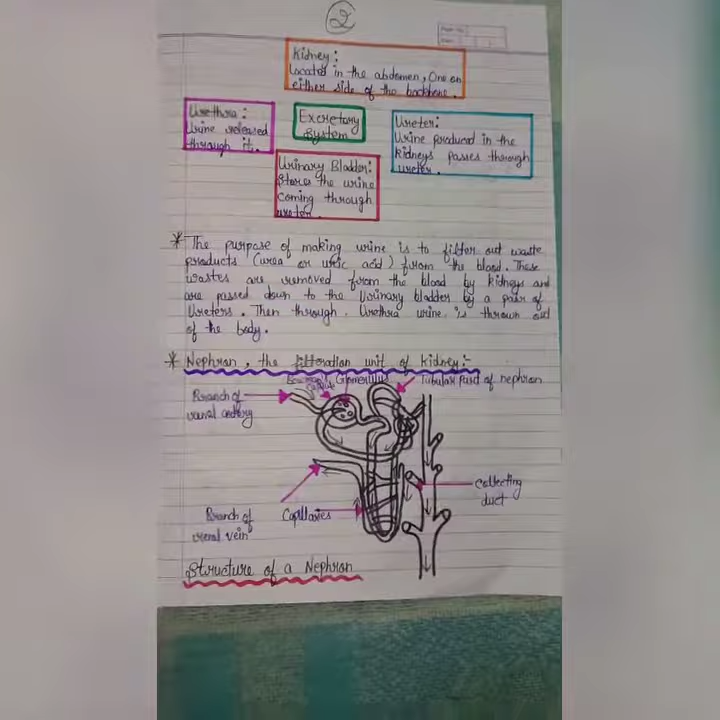 2
Kidney:
Located in the abdomen, One on
either side of the backbone.
Urethra:
Urine released
through it.
Excretory
System
Ureter:
Urine produced in the
kidneys passes through
ureter.
Urinary Bladder:
Stores the urine
coming through
ureter.
* The purpose of making urine is to filter out waste
products (urea or uric acid) from the blood. These
wastes are removed from the blood by kidneys and
are passed down to the Urinary bladder by a pair of
Ureters. Then through Urethra urine is thrown out
of the body.
* Nephron, the filtration unit of kidney:-
Bowman's Glomerulus
Tubular part of nephron
Branch of
renal artery
Collecting
duct
Branch of
renal vein
Capillaries
Structure of a Nephron